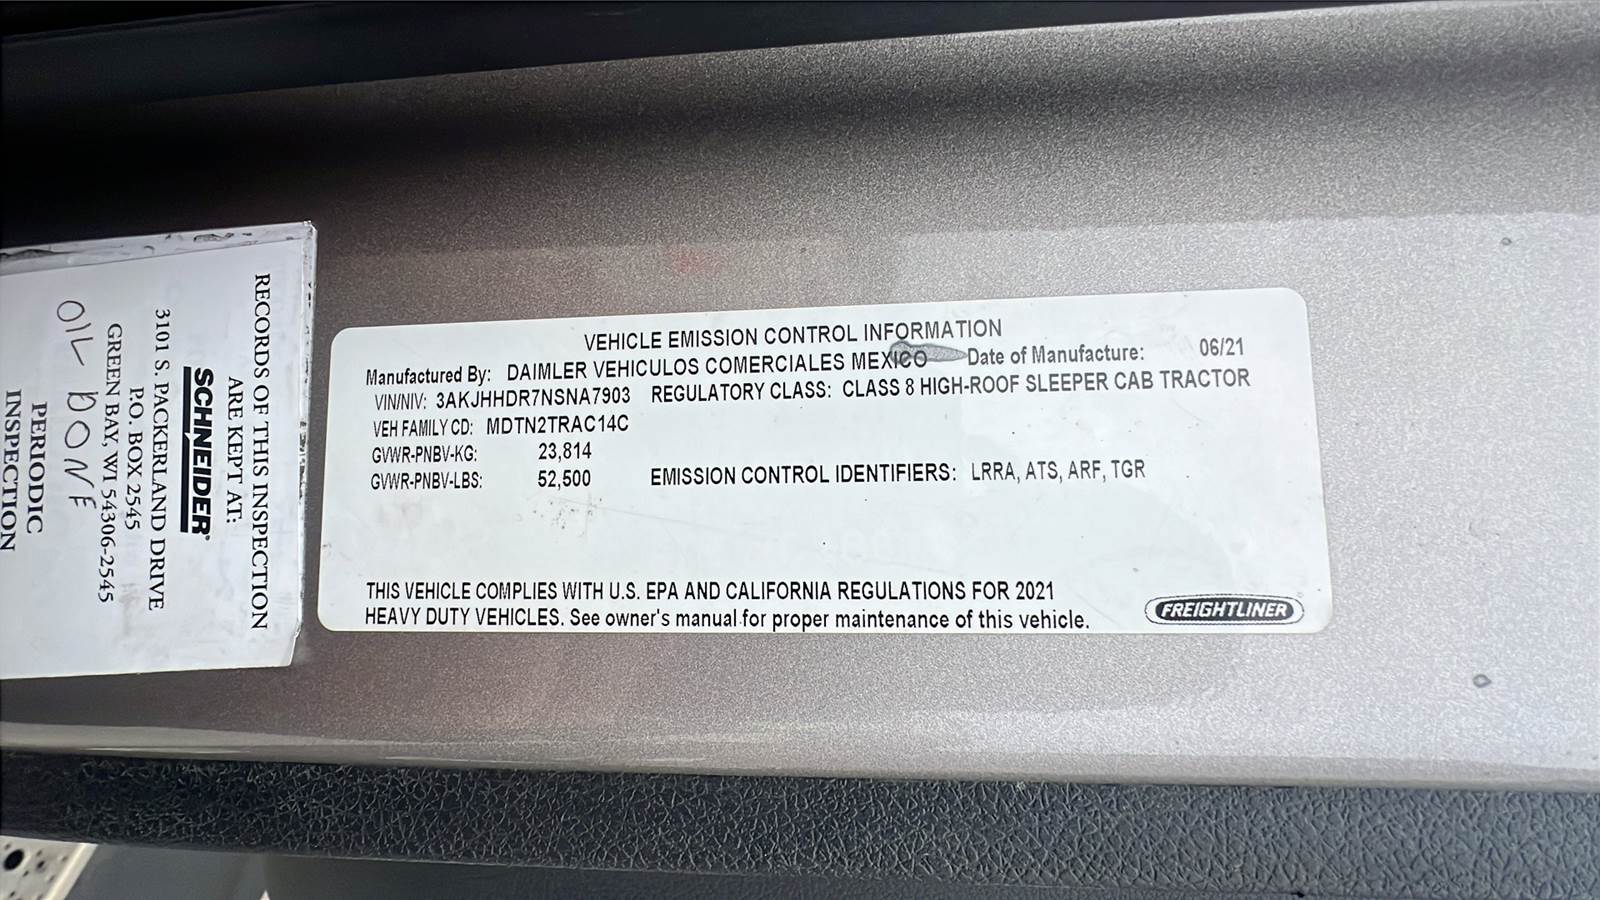 VEHICLE EMISSION CONTROL INFORMATION
Manufactured By: DAIMLER VEHICULOS COMERCIALES MEXICO Date of Manufacture: 06/21
VIN/NIV: 3AKJHHDR7NSNA7903 REGULATORY CLASS: CLASS 8 HIGH-ROOF SLEEPER CAB TRACTOR
VEH FAMILY CD: MDTN2TRAC14C
GVWR-PNBV-KG: 23,814
GVWR-PNBV-LBS: 52,500 EMISSION CONTROL IDENTIFIERS: LRRA, ATS, ARF, TGR
THIS VEHICLE COMPLIES WITH U.S. EPA AND CALIFORNIA REGULATIONS FOR 2021
HEAVY DUTY VEHICLES. See owner's manual for proper maintenance of this vehicle.
FREIGHTLINER
RECORDS OF THIS INSPECTION
ARE KEPT AT:
SCHNEIDER
3101 S. PACKERLAND DRIVE
P.O. BOX 2545
GREEN BAY, WI 54306-2545
OIL DONE
PERIODIC
INSPECTION